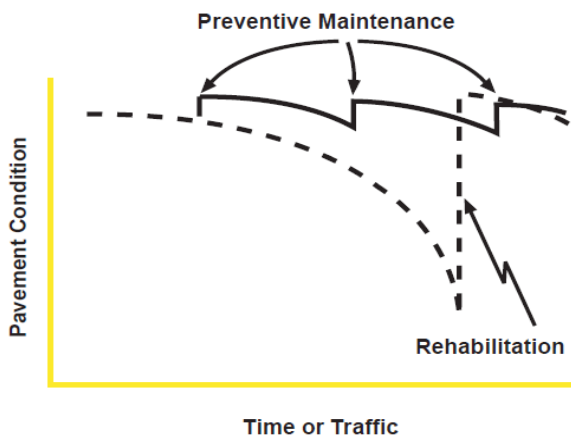 Preventive Maintenance
Pavement Condition
Rehabilitation
Time or Traffic